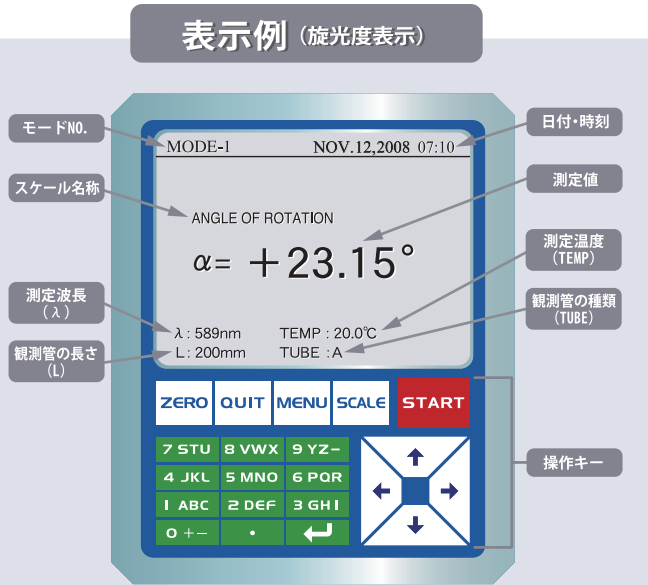 表示例（旋光度表示）
モードNO.
日付・時刻
MODE-1 NOV.12,2008 07:10
スケール名称
測定値
ANGLE OF ROTATION
α= +23.15°
測定温度
(TEMP)
測定波長
(λ)
観測管の種類
(TUBE)
λ : 589nm TEMP : 20.0℃
L : 200mm TUBE : A
観測管の長さ
(L)
ZERO QUIT MENU SCALE START
7 STU 8 VWX 9 YZ-
4 JKL 5 MNO 6 PQR
1 ABC 2 DEF 3 GHI
0 +- ・
操作キー